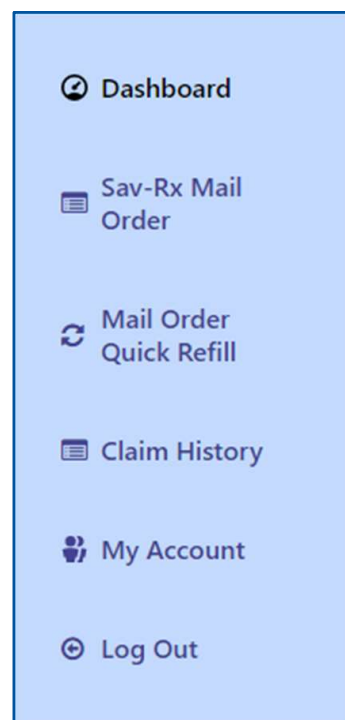 Dashboard
Sav-Rx Mail
Order
Mail Order
Quick Refill
Claim History
My Account
Log Out